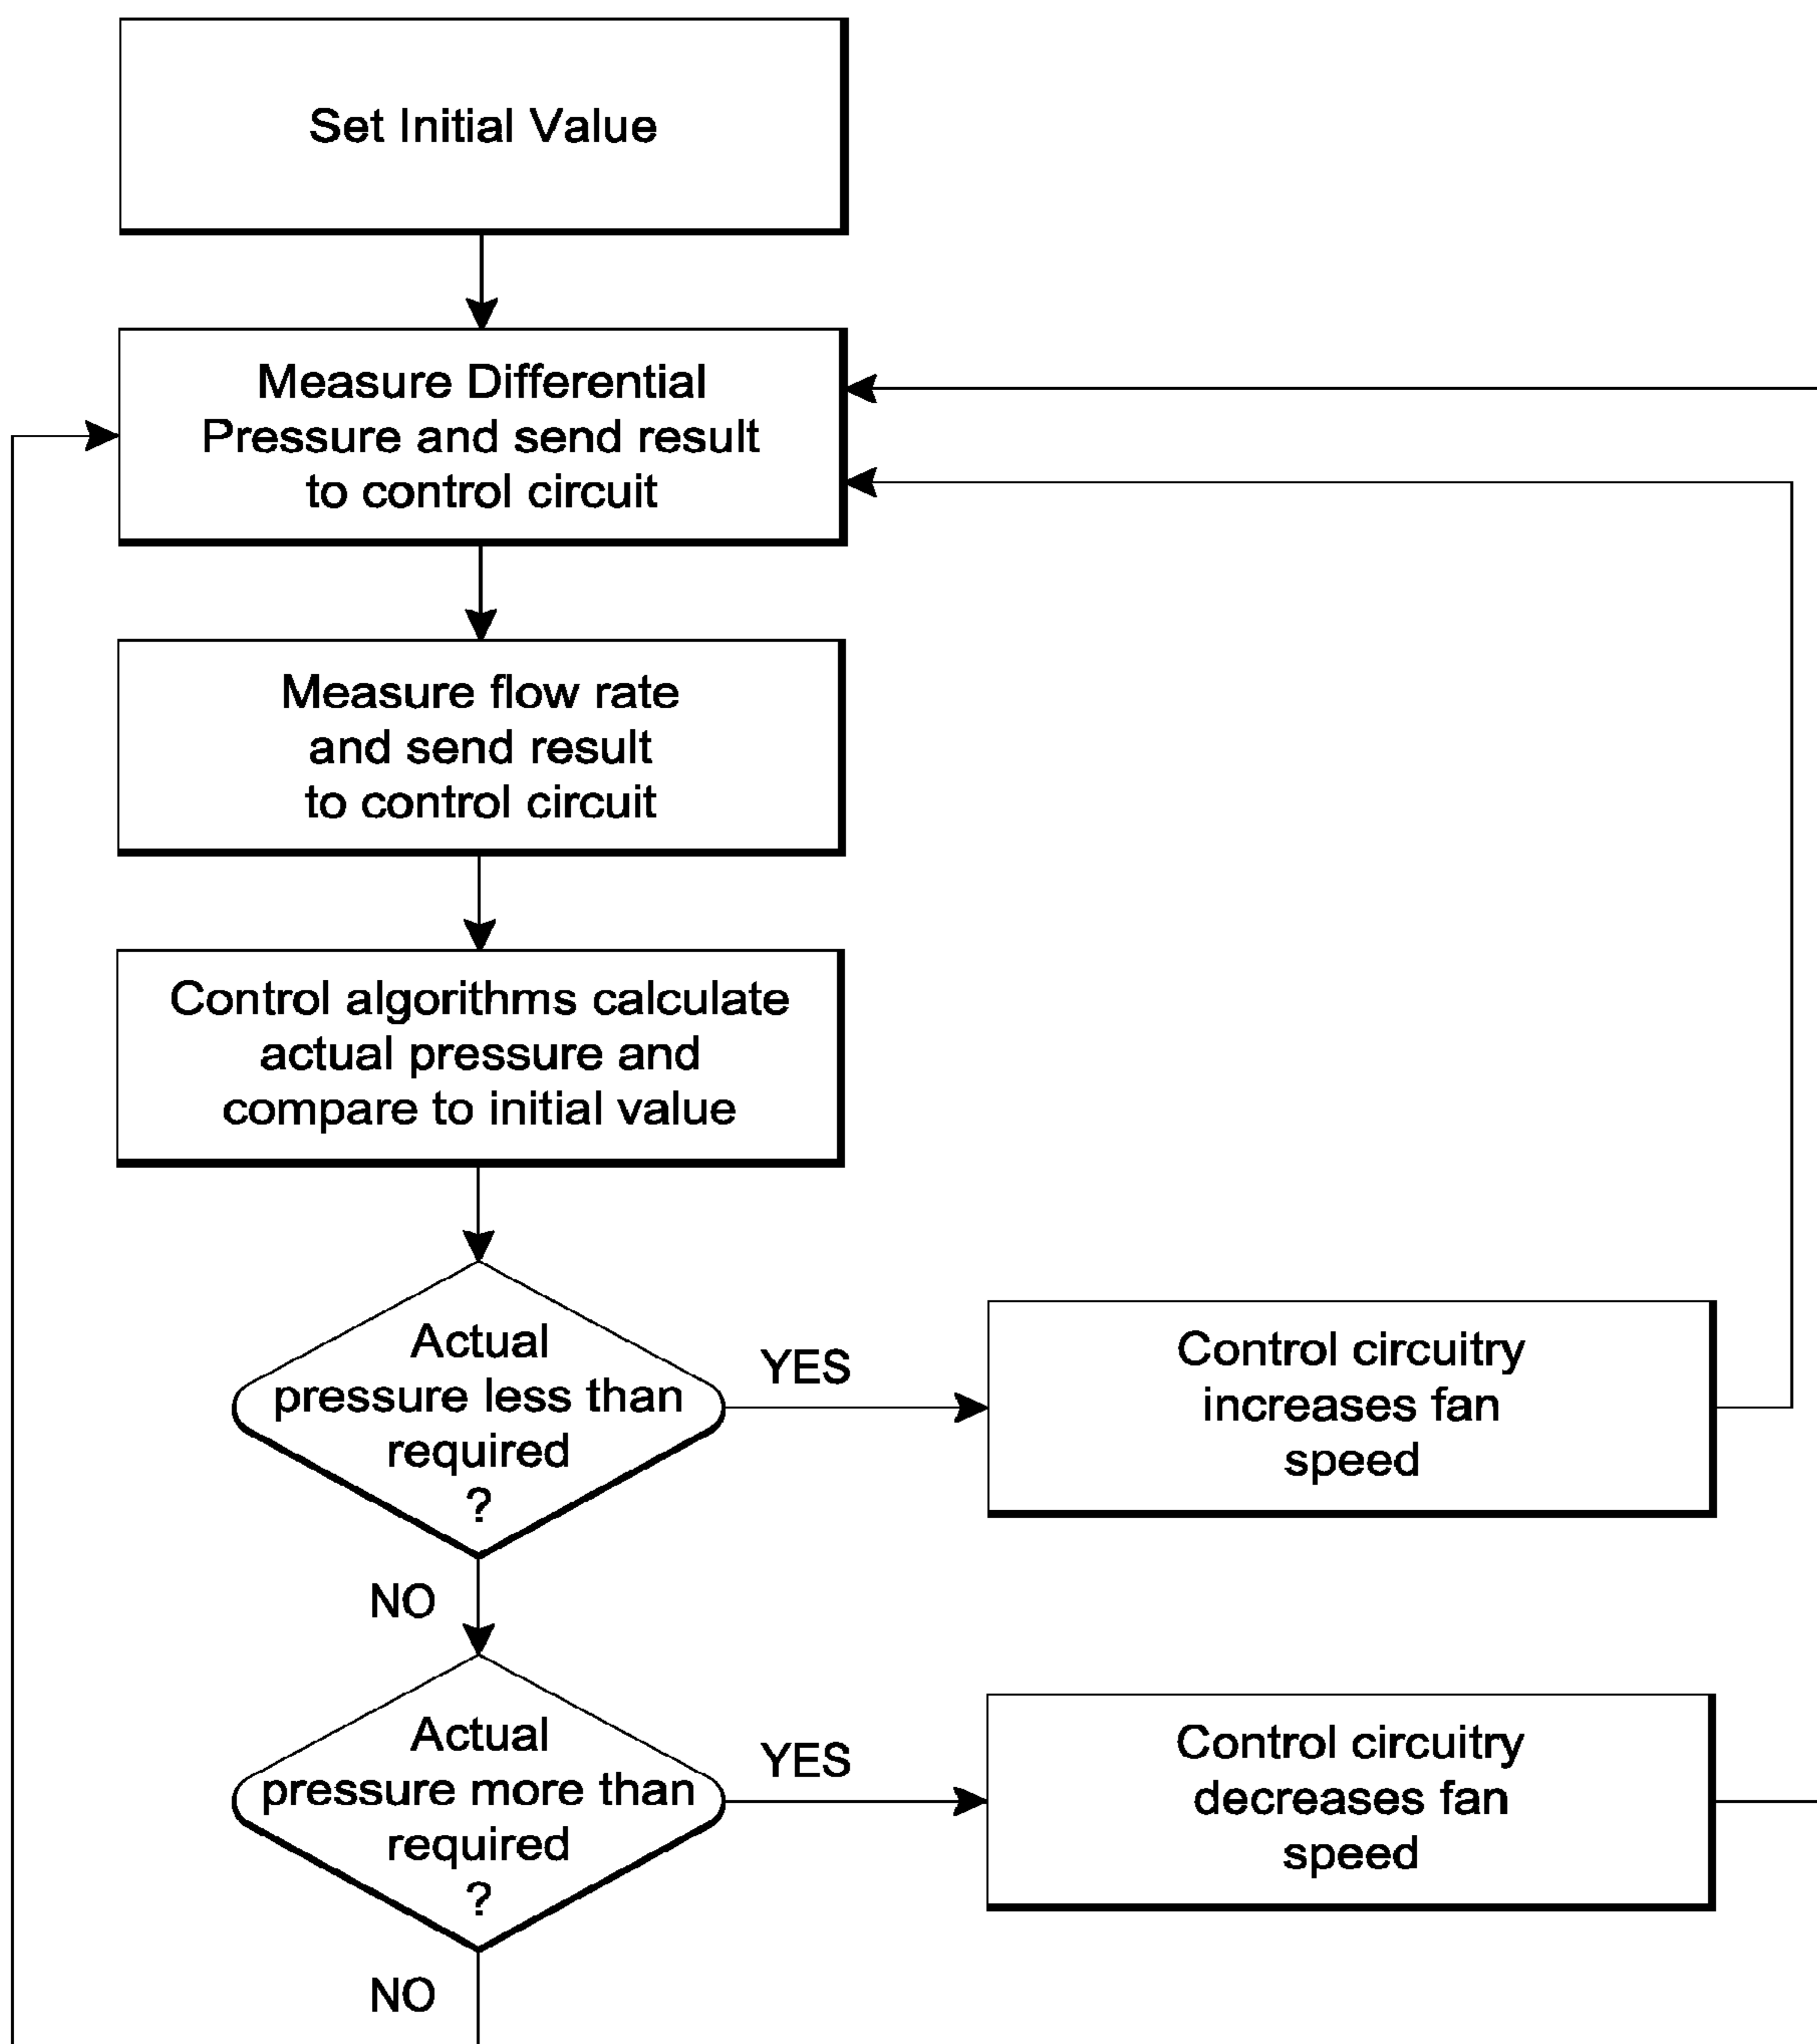 Set Initial Value
Measure Differential
Pressure and send result
to control circuit
Measure flow rate
and send result
to control circuit
Control algorithms calculate
actual pressure and
compare to initial value
Actual
pressure less than
required
?
YES
Control circuitry
increases fan
speed
NO
Actual
pressure more than
required
?
YES
Control circuitry
decreases fan
speed
NO